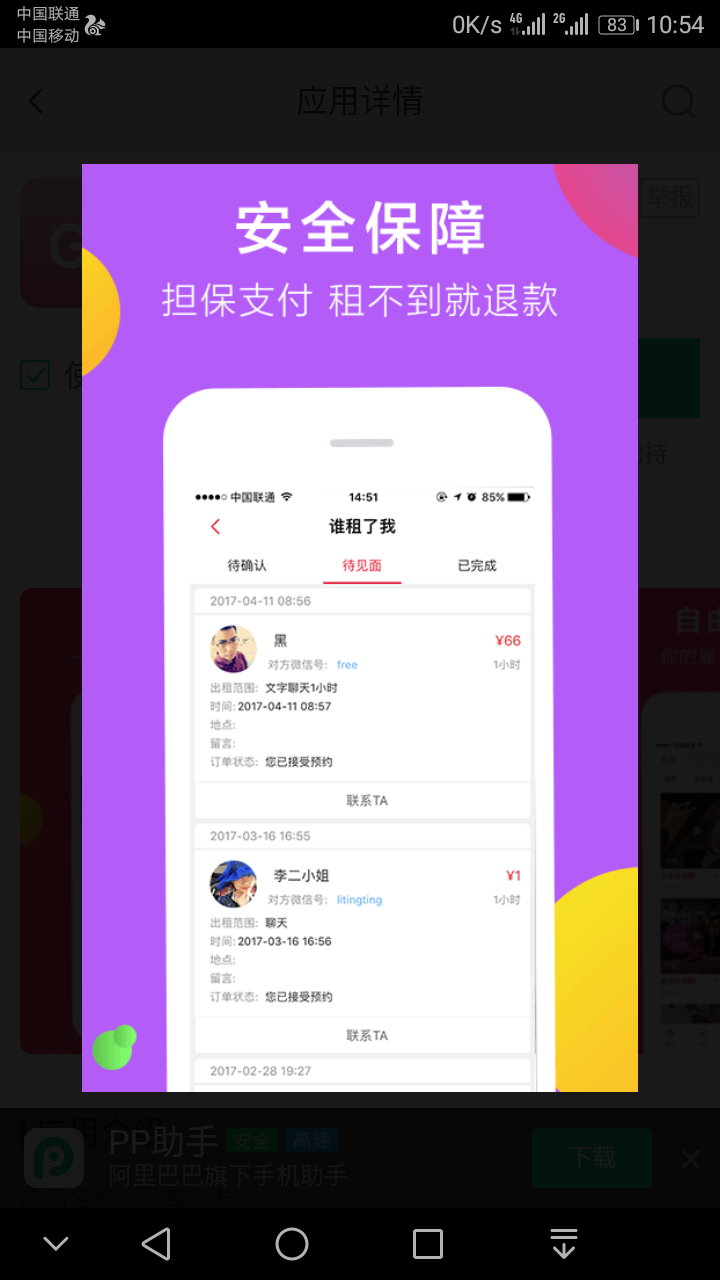 中国联通
中国移动
0K/s 4G 2G 83 10:54
应用详情
举报
安全保障
担保支付 租不到就退款
中国联通 14:51 85%
谁租了我
待确认 待见面 已完成
2017-04-11 08:56
黑 ¥66
对方微信号: free 1小时
出租范围: 文字聊天1小时
时间: 2017-04-11 08:57
地点:
留言:
订单状态: 您已接受预约
联系TA
2017-03-16 16:55
李二小姐 ¥1
对方微信号: litingting 1小时
出租范围: 聊天
时间: 2017-03-16 16:56
地点:
留言:
订单状态: 您已接受预约
联系TA
2017-02-28 19:27
自由
你的雇
应用介绍
PP助手 安全 高速
阿里巴巴旗下手机助手
下载